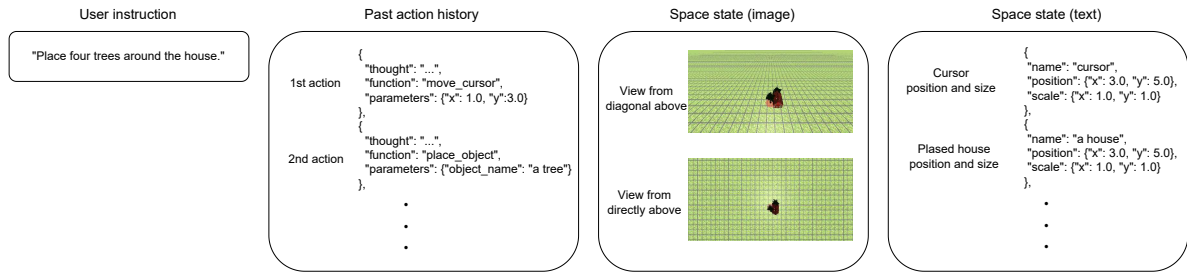 User instruction
"Place four trees around the house."
Past action history
1st action
{
"thought": "...",
"function": "move_cursor",
"parameters": {"x": 1.0, "y":3.0}
},
2nd action
{
"thought": "...",
"function": "place_object",
"parameters": {"object_name": "a tree"}
},
Space state (image)
View from
diagonal above
View from
directly above
Space state (text)
Cursor
position and size
{
"name": "cursor",
"position": {"x": 3.0, "y": 5.0},
"scale": {"x": 1.0, "y": 1.0}
},
Plased house
position and size
{
"name": "a house",
"position": {"x": 3.0, "y": 5.0},
"scale": {"x": 1.0, "y": 1.0}
},